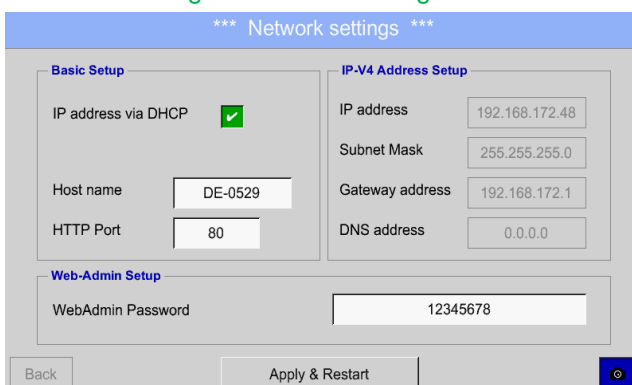 *** Network settings ***
Basic Setup
IP address via DHCP
Host name DE-0529
HTTP Port 80
IP-V4 Address Setup
IP address 192.168.172.48
Subnet Mask 255.255.255.0
Gateway address 192.168.172.1
DNS address 0.0.0.0
Web-Admin Setup
WebAdmin Password 12345678
Back Apply & Restart